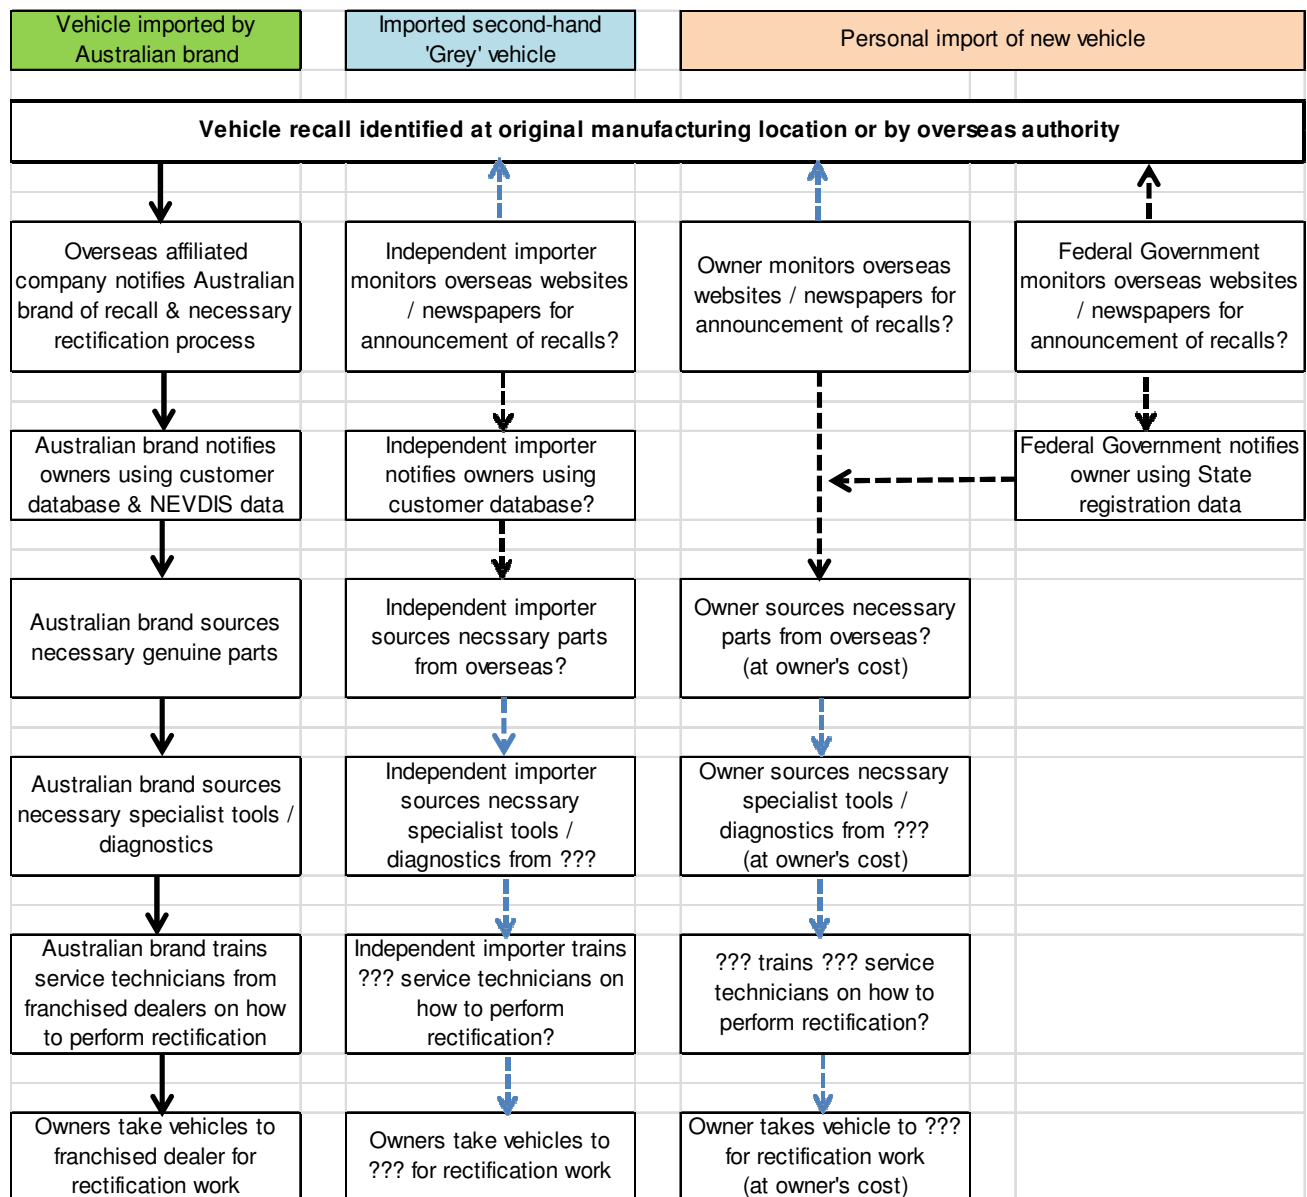 Vehicle imported by
Australian brand
Imported second-hand
'Grey' vehicle
Personal import of new vehicle
Vehicle recall identified at original manufacturing location or by overseas authority
Overseas affiliated
company notifies Australian
brand of recall & necessary
rectification process
Independent importer
monitors overseas websites
/ newspapers for
announcement of recalls?
Owner monitors overseas
websites / newspapers for
announcement of recalls?
Federal Government
monitors overseas websites
/ newspapers for
announcement of recalls?
Australian brand notifies
owners using customer
database & NEVDIS data
Independent importer
notifies owners using
customer database?
Federal Government notifies
owner using State
registration data
Australian brand sources
necessary genuine parts
Independent importer
sources necssary parts
from overseas?
Owner sources necessary
parts from overseas?
(at owner's cost)
Australian brand sources
necessary specialist tools /
diagnostics
Independent importer
sources necssary
specialist tools /
diagnostics from ???
Owner sources necssary
specialist tools /
diagnostics from ???
(at owner's cost)
Australian brand trains
service technicians from
franchised dealers on how
to perform rectification
Independent importer trains
??? service technicians on
how to perform
rectification?
??? trains ??? service
technicians on how to
perform rectification?
Owners take vehicles to
franchised dealer for
rectification work
Owners take vehicles to
??? for rectification work
Owner takes vehicle to ???
for rectification work
(at owner's cost)